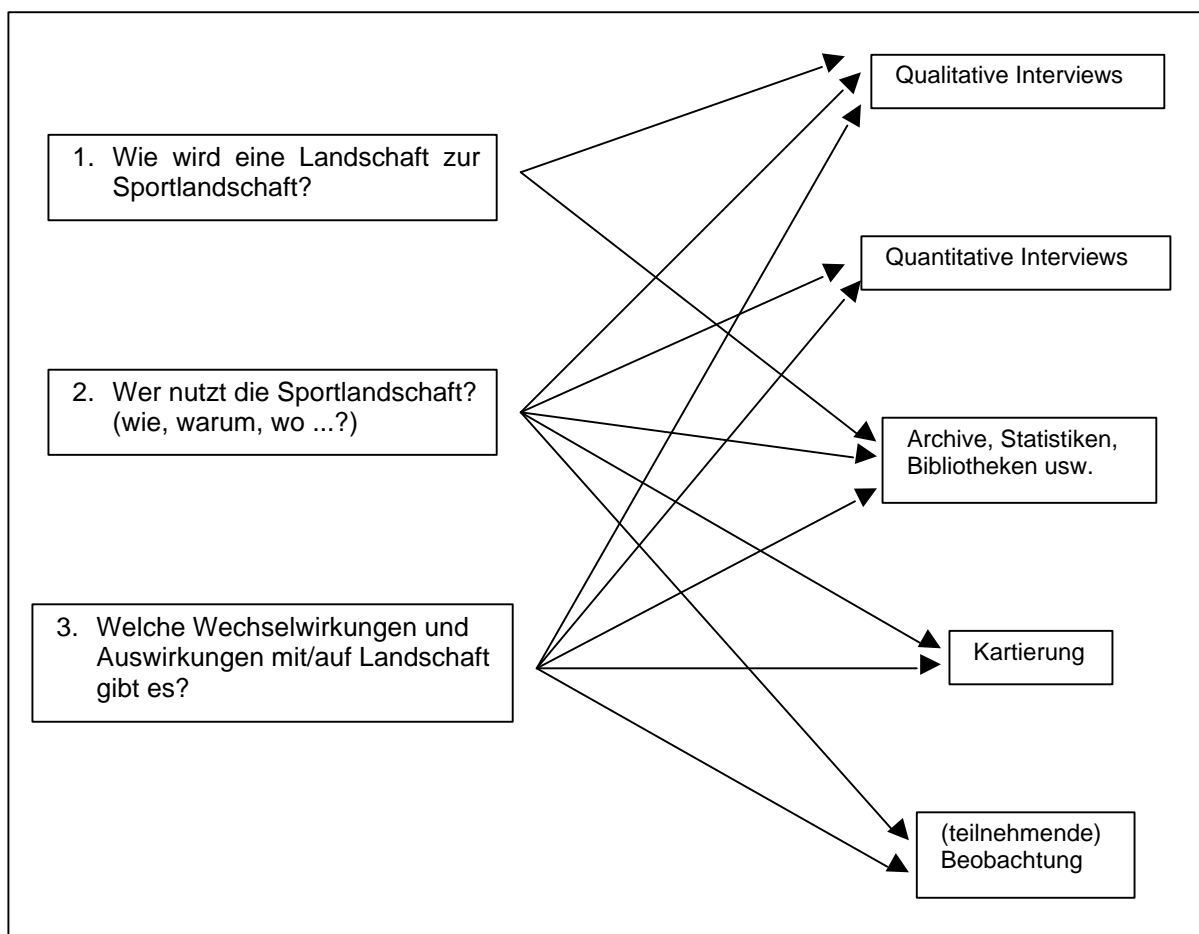 1. Wie wird eine Landschaft zur
Sportlandschaft?
2. Wer nutzt die Sportlandschaft?
(wie, warum, wo ...?)
3. Welche Wechselwirkungen und
Auswirkungen mit/auf Landschaft
gibt es?
Qualitative Interviews
Quantitative Interviews
Archive, Statistiken,
Bibliotheken usw.
Kartierung
(teilnehmende)
Beobachtung